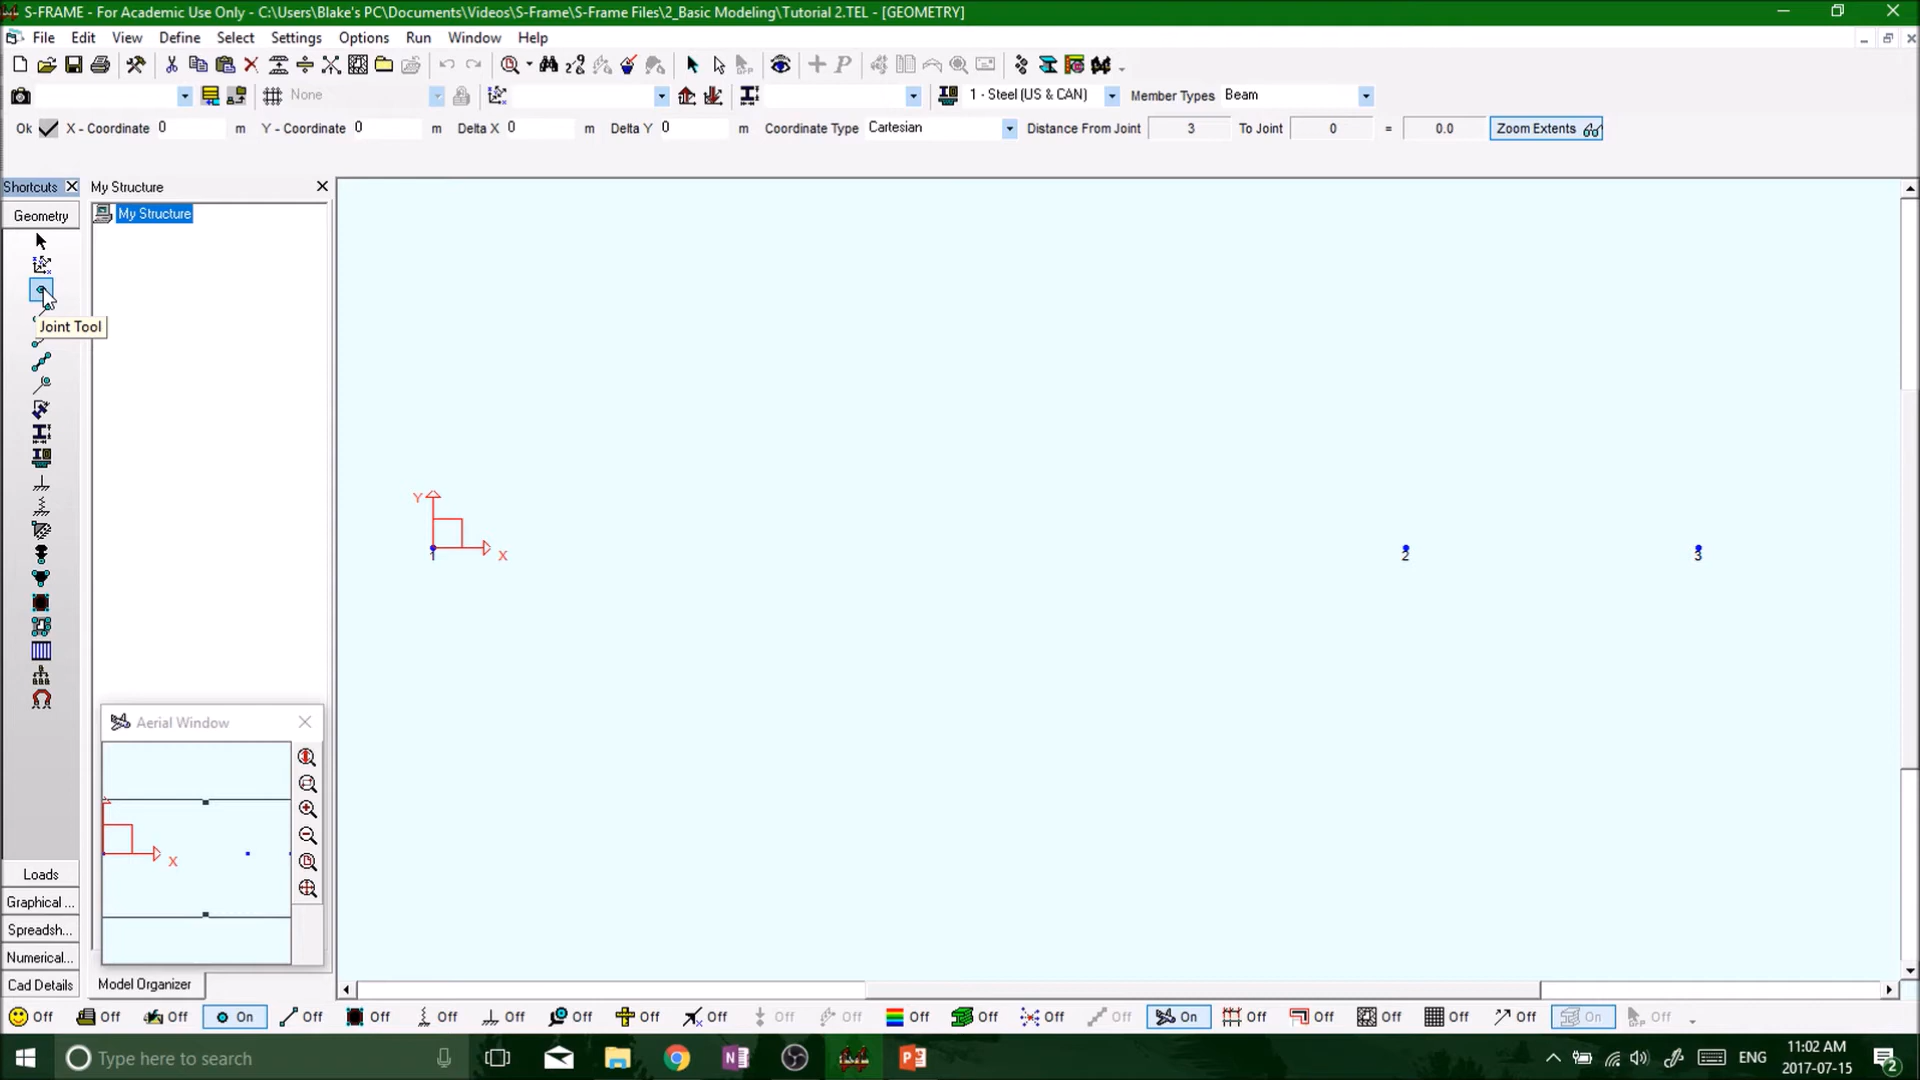 S-FRAME - For Academic Use Only - C:\Users\Blake's PC\Documents\Videos\S-Frame\S-Frame Files\2_Basic Modeling\Tutorial 2.TEL - [GEOMETRY]
File Edit View Define Select Settings Options Run Window Help
None 1 - Steel (US & CAN) Member Types Beam
Ok X - Coordinate 0 m Y - Coordinate 0 m Delta X 0 m Delta Y 0 m Coordinate Type Cartesian Distance From Joint 3 To Joint 0 = 0.0 Zoom Extents
Shortcuts My Structure
Geometry My Structure
Joint Tool
Y
X
1
2
3
Aerial Window
X
Loads
Graphical ...
Spreadsh...
Numerical...
Cad Details Model Organizer
Off Off Off On Off Off Off Off Off Off Off Off Off Off Off Off Off On Off Off Off Off Off On Off
Type here to search
ENG
11:02 AM
2017-07-15
2